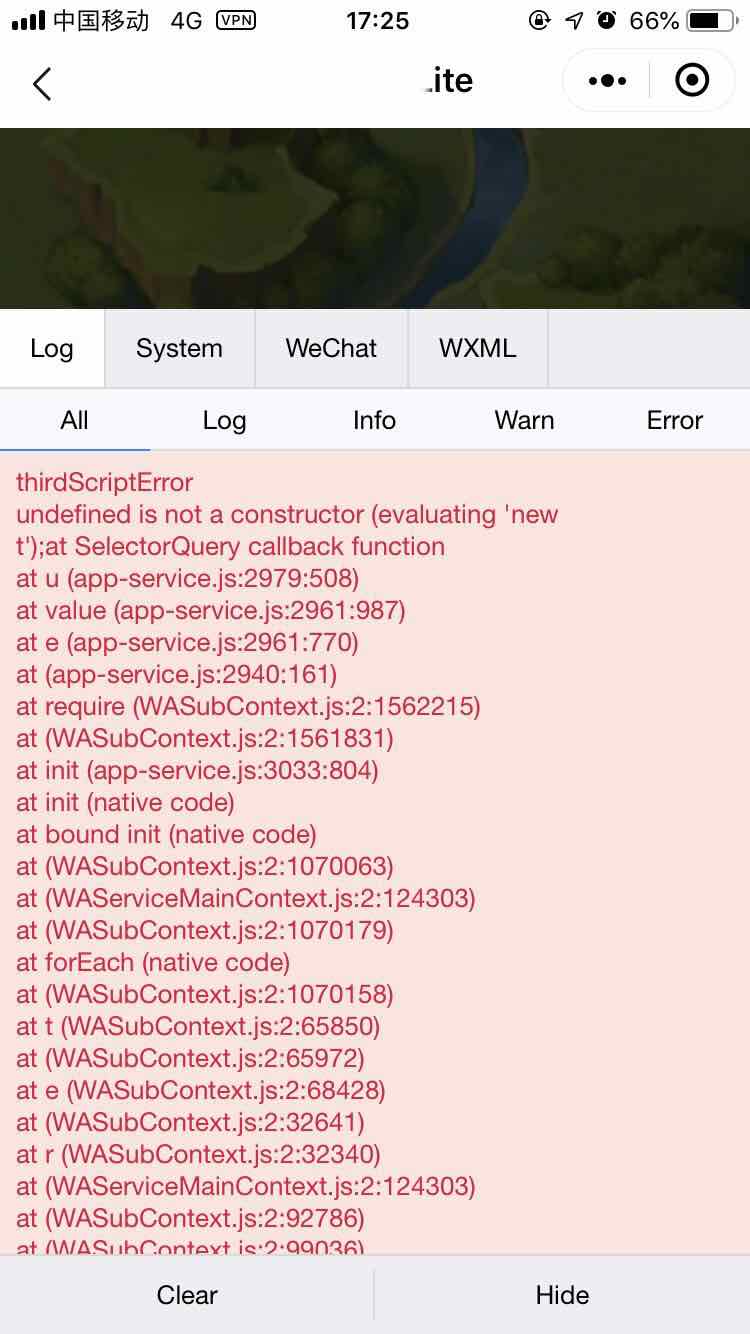 中国移动 4G VPN 17:25 66%
ite
Log System WeChat WXML
All Log Info Warn Error
thirdScriptError
undefined is not a constructor (evaluating 'new
t');at SelectorQuery callback function
at u (app-service.js:2979:508)
at value (app-service.js:2961:987)
at e (app-service.js:2961:770)
at (app-service.js:2940:161)
at require (WASubContext.js:2:1562215)
at (WASubContext.js:2:1561831)
at init (app-service.js:3033:804)
at init (native code)
at bound init (native code)
at (WASubContext.js:2:1070063)
at (WAServiceMainContext.js:2:124303)
at (WASubContext.js:2:1070179)
at forEach (native code)
at (WASubContext.js:2:1070158)
at t (WASubContext.js:2:65850)
at (WASubContext.js:2:65972)
at e (WASubContext.js:2:68428)
at (WASubContext.js:2:32641)
at r (WASubContext.js:2:32340)
at (WAServiceMainContext.js:2:124303)
at (WASubContext.js:2:92786)
at (WASubContext.js:2:99036)
Clear Hide